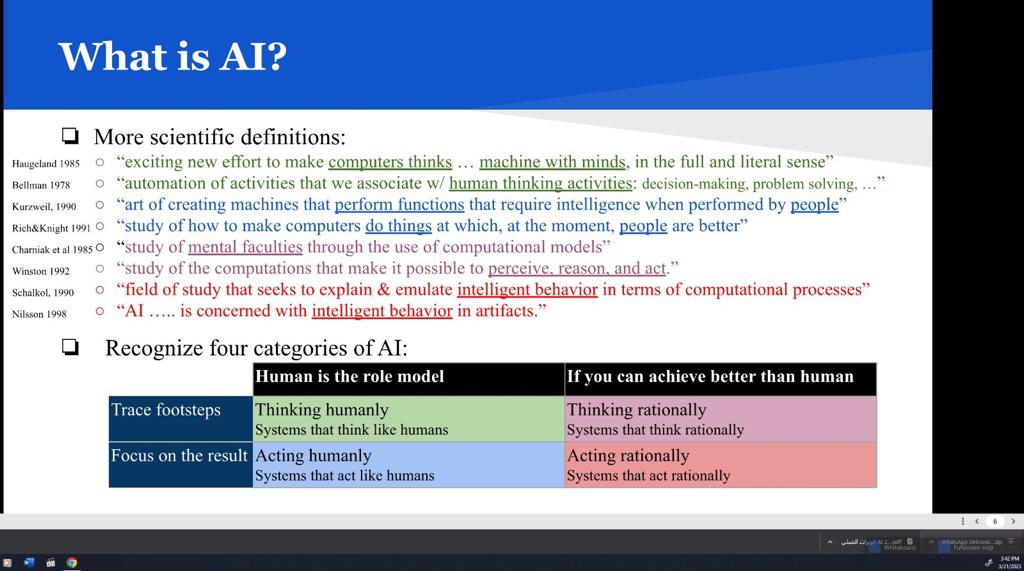 What is AI?
❑ More scientific definitions:
Haugeland 1985 ○ “exciting new effort to make computers thinks … machine with minds, in the full and literal sense”
Bellman 1978 ○ “automation of activities that we associate w/ human thinking activities: decision-making, problem solving, …”
Kurzweil, 1990 ○ “art of creating machines that perform functions that require intelligence when performed by people”
Rich&Knight 1991 ○ “study of how to make computers do things at which, at the moment, people are better”
Charniak et al 1985 ○ “study of mental faculties through the use of computational models”
Winston 1992 ○ “study of the computations that make it possible to perceive, reason, and act.”
Schalkol, 1990 ○ “field of study that seeks to explain & emulate intelligent behavior in terms of computational processes”
Nilsson 1998 ○ “AI ….. is concerned with intelligent behavior in artifacts.”
❑ Recognize four categories of AI:
Human is the role model If you can achieve better than human
Trace footsteps Thinking humanly Thinking rationally
Systems that think like humans Systems that think rationally
Focus on the result Acting humanly Acting rationally
Systems that act like humans Systems that act rationally
6
AI 2....pdf WhatsApp Unknow....zip
Whiteboard Fullscreen snip
3:42 PM
3/21/2023